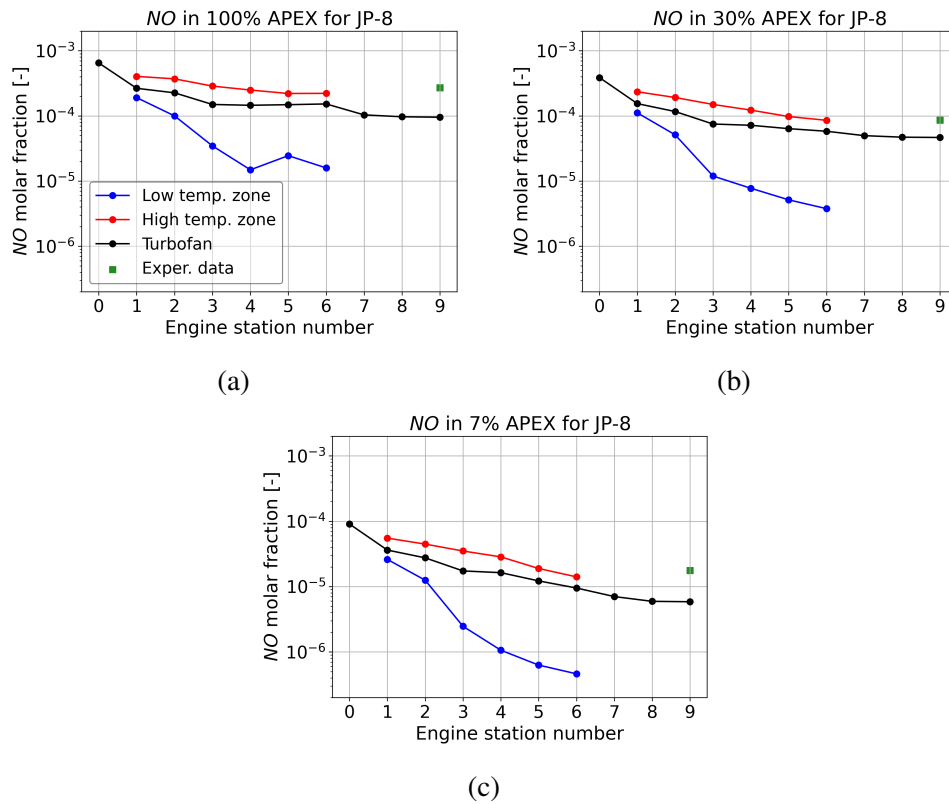 NO in 100% APEX for JP-8
NO molar fraction [-]
10⁻³
10⁻⁴
10⁻⁵
10⁻⁶
Low temp. zone
High temp. zone
Turbofan
Exper. data
0 1 2 3 4 5 6 7 8 9
Engine station number
(a)
NO in 30% APEX for JP-8
NO molar fraction [-]
10⁻³
10⁻⁴
10⁻⁵
10⁻⁶
0 1 2 3 4 5 6 7 8 9
Engine station number
(b)
NO in 7% APEX for JP-8
NO molar fraction [-]
10⁻³
10⁻⁴
10⁻⁵
10⁻⁶
0 1 2 3 4 5 6 7 8 9
Engine station number
(c)